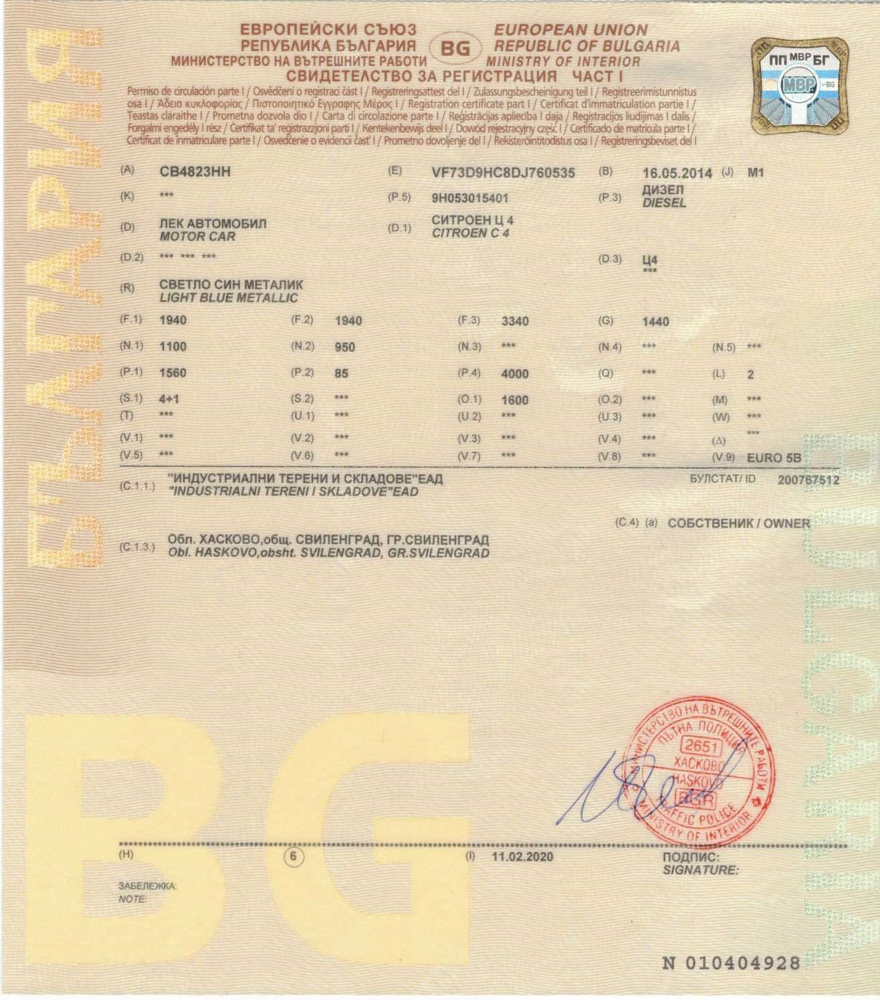 ЕВРОПЕЙСКИ СЪЮЗ EUROPEAN UNION
РЕПУБЛИКА БЪЛГАРИЯ BG REPUBLIC OF BULGARIA
МИНИСТЕРСТВО НА ВЪТРЕШНИТЕ РАБОТИ MINISTRY OF INTERIOR
СВИДЕТЕЛСТВО ЗА РЕГИСТРАЦИЯ ЧАСТ I
ПП МВР БГ
МВР -BG
Permiso de circulación parte I / Osvědčení o registraci část I / Registreringsattest del I / Zulassungsbescheinigung teil I / Registreerimistunnistus
osa I / Άδεια κυκλοφορίας / Πιστοποιητικό Εγγραφης Μέρος I / Registration certificate part I / Certificat d'immatriculation partie I /
Teastas cláraithe I / Prometna dozvola dio I / Carta di circolazione parte I / Reģistrācijas apliecība I daja / Registracijos liudijimas I dalis /
Forgalmi engedély I rész / Certifikat ta' registrazzjoni parti I / Kentekenbewijs deel I / Dowód rejestracyjny część I / Certificado de matrícula parte I /
Certificat de inmatriculare parte I / Osvedčenie o evidencii časť I / Prometno dovoljenje del I / Rekisteröintitodistus osa I / Registreringsbeviset del I
(A) CB4823HH (E) VF73D9HC8DJ760535 (B) 16.05.2014 (J) M1
(K) *** (P.5) 9H053015401 (P.3) ДИЗЕЛ
DIESEL
(D) ЛЕК АВТОМОБИЛ (D.1) СИТРОЕН Ц 4
MOTOR CAR CITROEN C 4
(D.2) *** *** *** (D.3) Ц4
***
(R) СВЕТЛО СИН МЕТАЛИК
LIGHT BLUE METALLIC
(F.1) 1940 (F.2) 1940 (F.3) 3340 (G) 1440
(N.1) 1100 (N.2) 950 (N.3) *** (N.4) *** (N.5) ***
(P.1) 1560 (P.2) 85 (P.4) 4000 (Q) *** (L) 2
(S.1) 4+1 (S.2) *** (O.1) 1600 (O.2) *** (M) ***
(T) *** (U.1) *** (U.2) *** (U.3) *** (W) ***
(V.1) *** (V.2) *** (V.3) *** (V.4) *** (Δ) ***
(V.5) *** (V.6) *** (V.7) *** (V.8) *** (V.9) EURO 5B
(C.1.1.) "ИНДУСТРИАЛНИ ТЕРЕНИ И СКЛАДОВЕ"ЕАД БУЛСТАТ/ ID 200767512
"INDUSTRIALNI TERENI I SKLADOVE"EAD
(C.4) (a) СОБСТВЕНИК / OWNER
(C.1.3.) Обл. ХАСКОВО,общ. СВИЛЕНГРАД, ГР.СВИЛЕНГРАД
Obl. HASKOVO,obsht. SVILENGRAD, GR.SVILENGRAD
БЪЛГАРИЯ
BULGARIA
BG
МИНИСТЕРСТВО НА ВЪТРЕШНИТЕ РАБОТИ
ПЪТНА ПОЛИЦИЯ
2651
ХАСКОВО
HASKOVO
BGR
TRAFFIC POLICE
MINISTRY OF INTERIOR
(H) 6 (I) 11.02.2020 ПОДПИС:
SIGNATURE:
ЗАБЕЛЕЖКА:
NOTE:
N 010404928